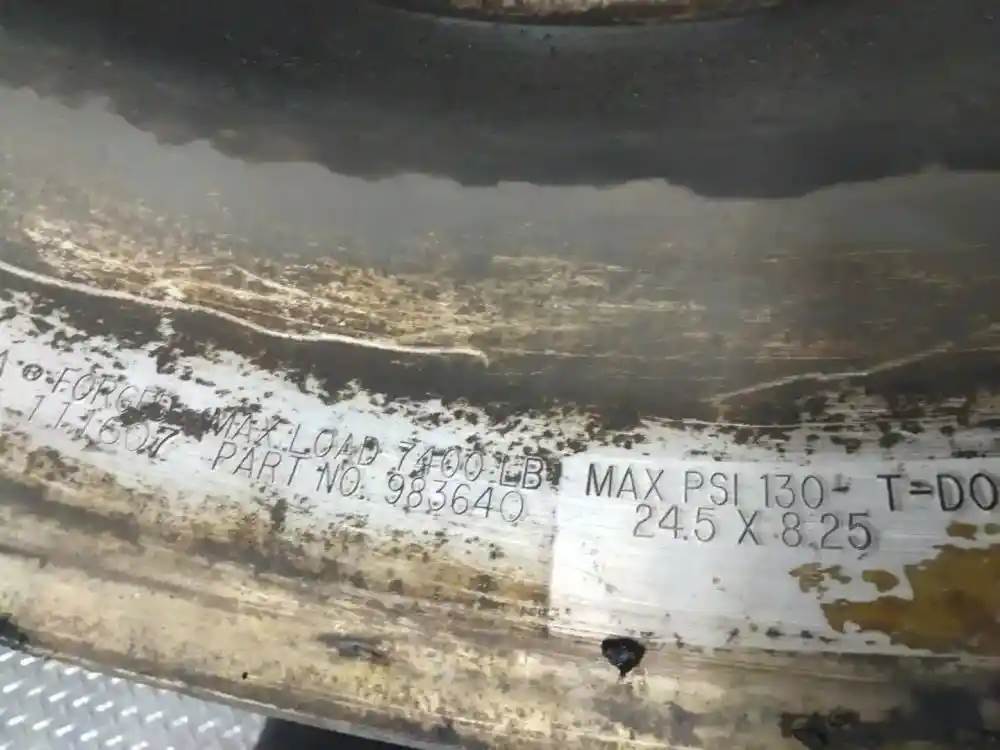 ® FORGED MAX LOAD 7400 LB MAX PSI 130- T=DO
111607 PART NO. 983640 24.5 X 8.25